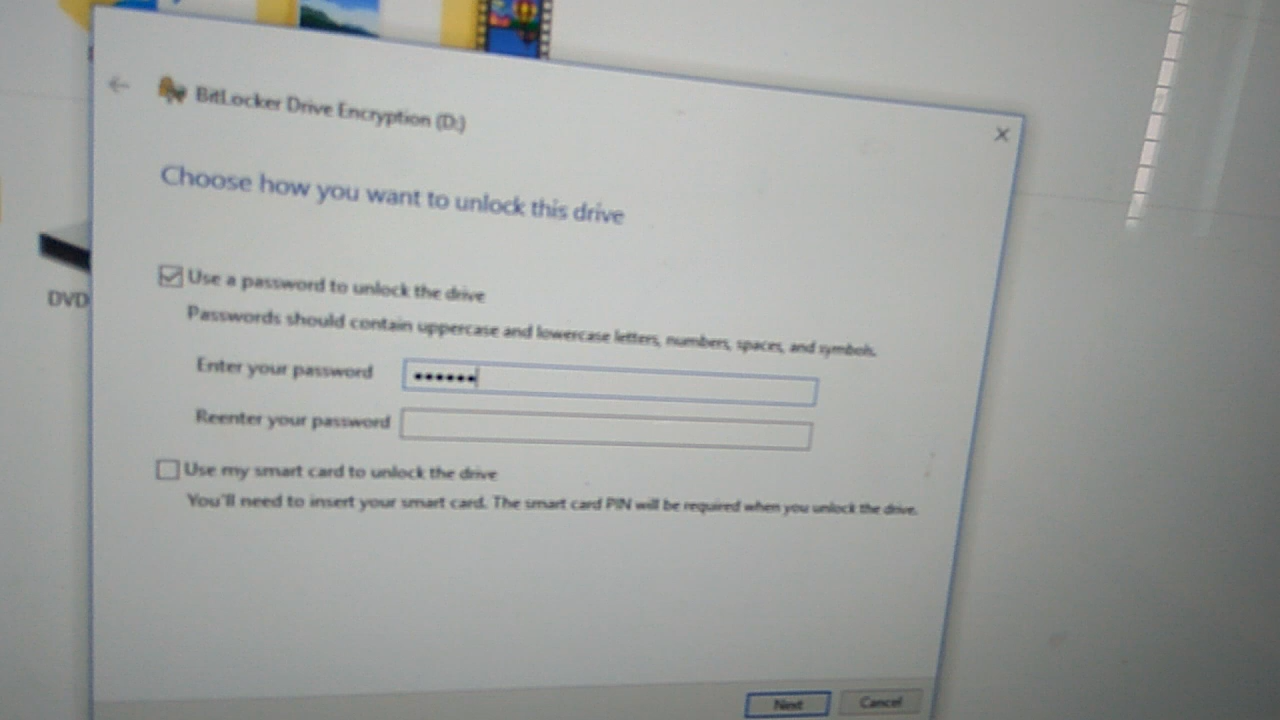 BitLocker Drive Encryption (D:)
Choose how you want to unlock this drive
Use a password to unlock the drive
Passwords should contain uppercase and lowercase letters, numbers, spaces, and symbols.
DVD
Enter your password ••••••
Reenter your password
Use my smart card to unlock the drive
You'll need to insert your smart card. The smart card PIN will be required when you unlock the drive.
Next Cancel